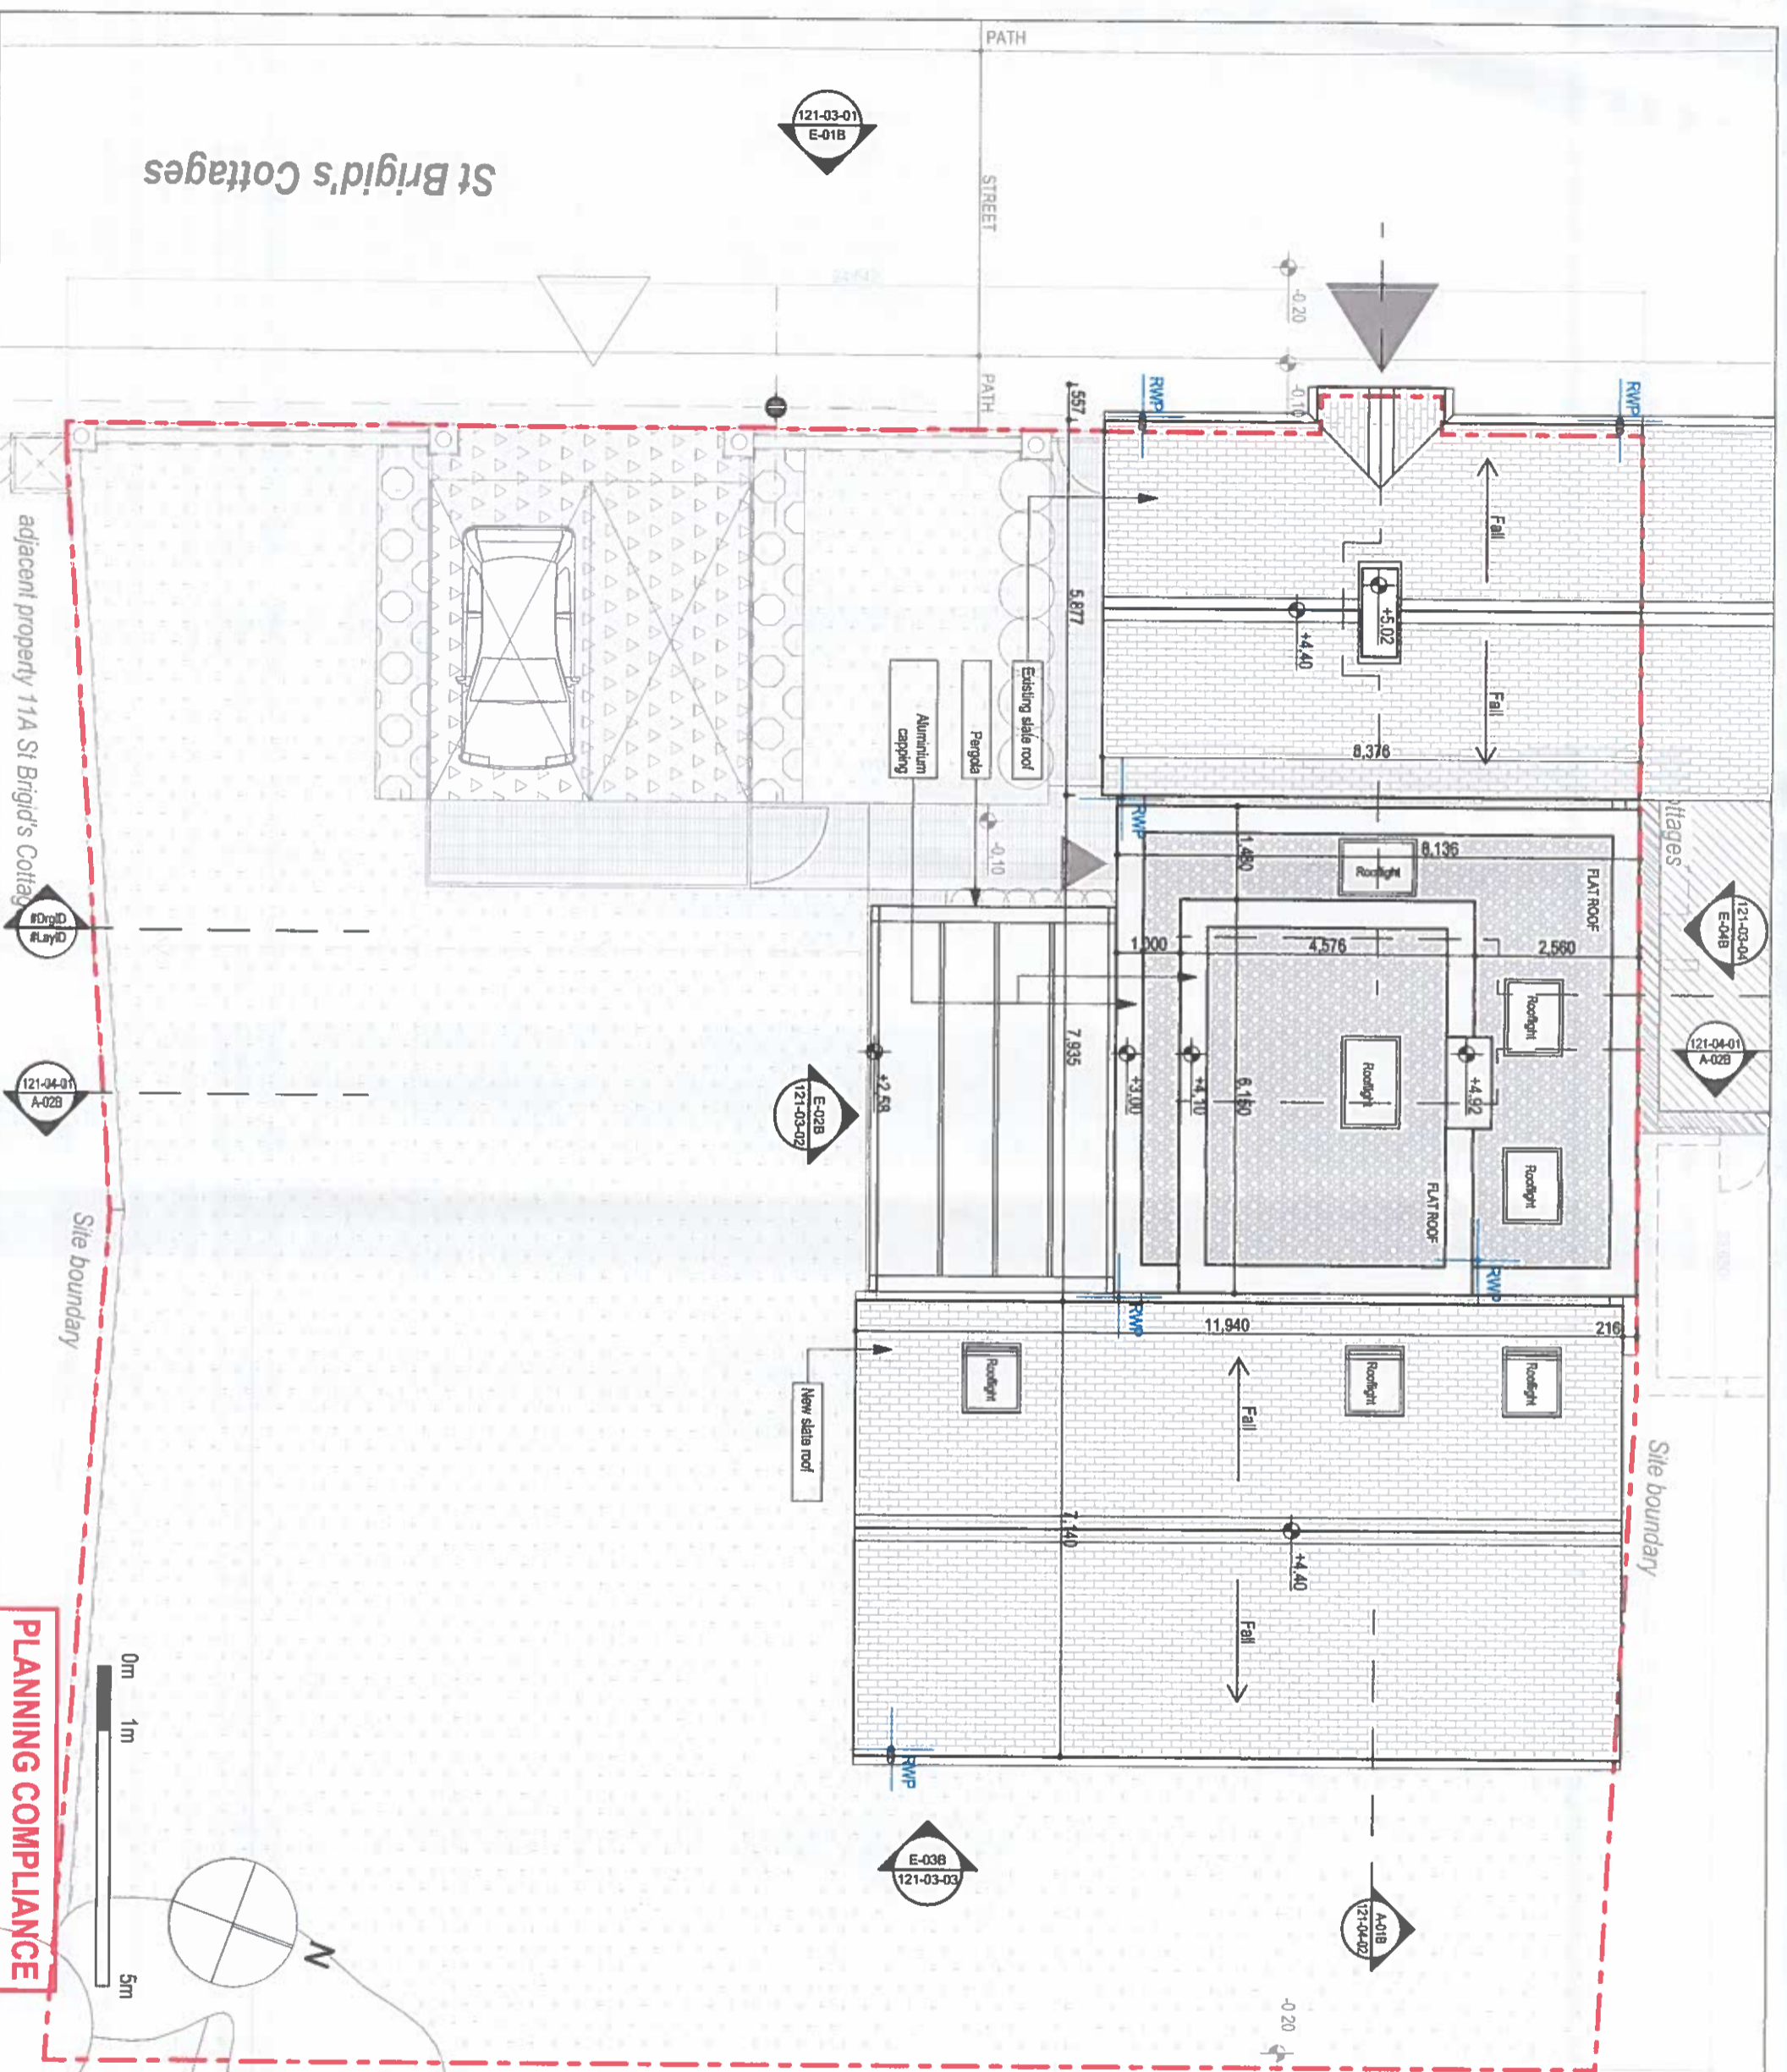 PATH
STREET
PATH
St Brigid's Cottages
121-03-01
E-01B
-0.20
-0.10
557
5,877
RWP
RWP
Fall
Fall
+5.02
+4.40
8,376
Existing slate roof
Pergola
Aluminium
capping
-0.10
RWP
1,480
8,136
Rooflight
FLAT ROOF
ottages
121-03-04
E-04B
121-04-01
A-02B
1,000
4,576
2,560
Rooflight
Rooflight
Rooflight
7,935
6,150
+2.58
+3.00
+4.10
+4.92
FLAT ROOF
RWP
RWP
E-02B
121-03-02
11,940
216
Rooflight
Rooflight
Rooflight
New slate roof
Fall
Fall
7,140
+4.40
RWP
Site boundary
Site boundary
adjacent property 11A St Brigid's Cottag
#DrgID
#LayID
121-04-01
A-02B
E-03B
121-03-03
A-01B
121-04-02
-0.20
0m
1m
5m
N
PLANNING COMPLIANCE